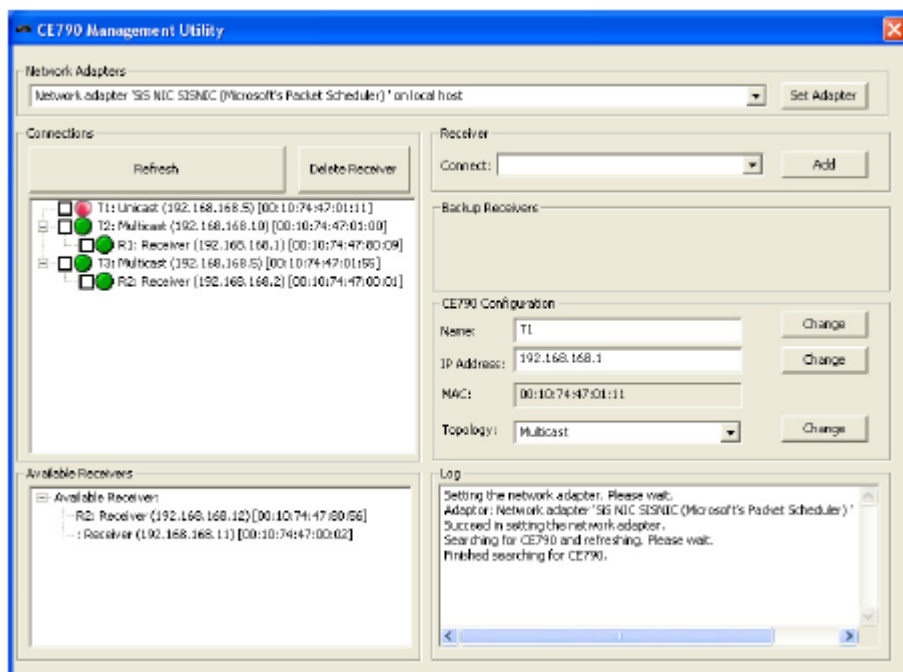 CE790 Management Utility
Network Adapters
Network adapter 'SiS NIC SISNIC (Microsoft's Packet Scheduler) ' on local host
Set Adapter
Connections
Refresh
Delete Receiver
T1: Unicast (192.168.168.5) [00:10:74:47:01:11]
T2: Multicast (192.168.168.10) [00:10:74:47:01:00]
R1: Receiver (192.168.168.1) [00:10:74:47:80:09]
T3: Multicast (192.168.168.5) [00:10:74:47:01:55]
R2: Receiver (192.168.168.2) [00:10:74:47:00:01]
Available Receivers
Available Receiver:
R2: Receiver (192.168.168.12) [00:10:74:47:80:56]
: Receiver (192.168.168.11) [00:10:74:47:00:02]
Receiver
Connect:
Add
Backup Receivers
CE790 Configuration
Name:
T1
Change
IP Address:
192.168.168.1
Change
MAC:
00:10:74:47:01:11
Topology:
Multicast
Change
Log
Setting the network adapter. Please wait.
Adaptor: Network adapter 'SiS NIC SISNIC (Microsoft's Packet Scheduler) '
Succeed in setting the network adapter.
Searching for CE790 and refreshing. Please wait.
Finished searching for CE790.